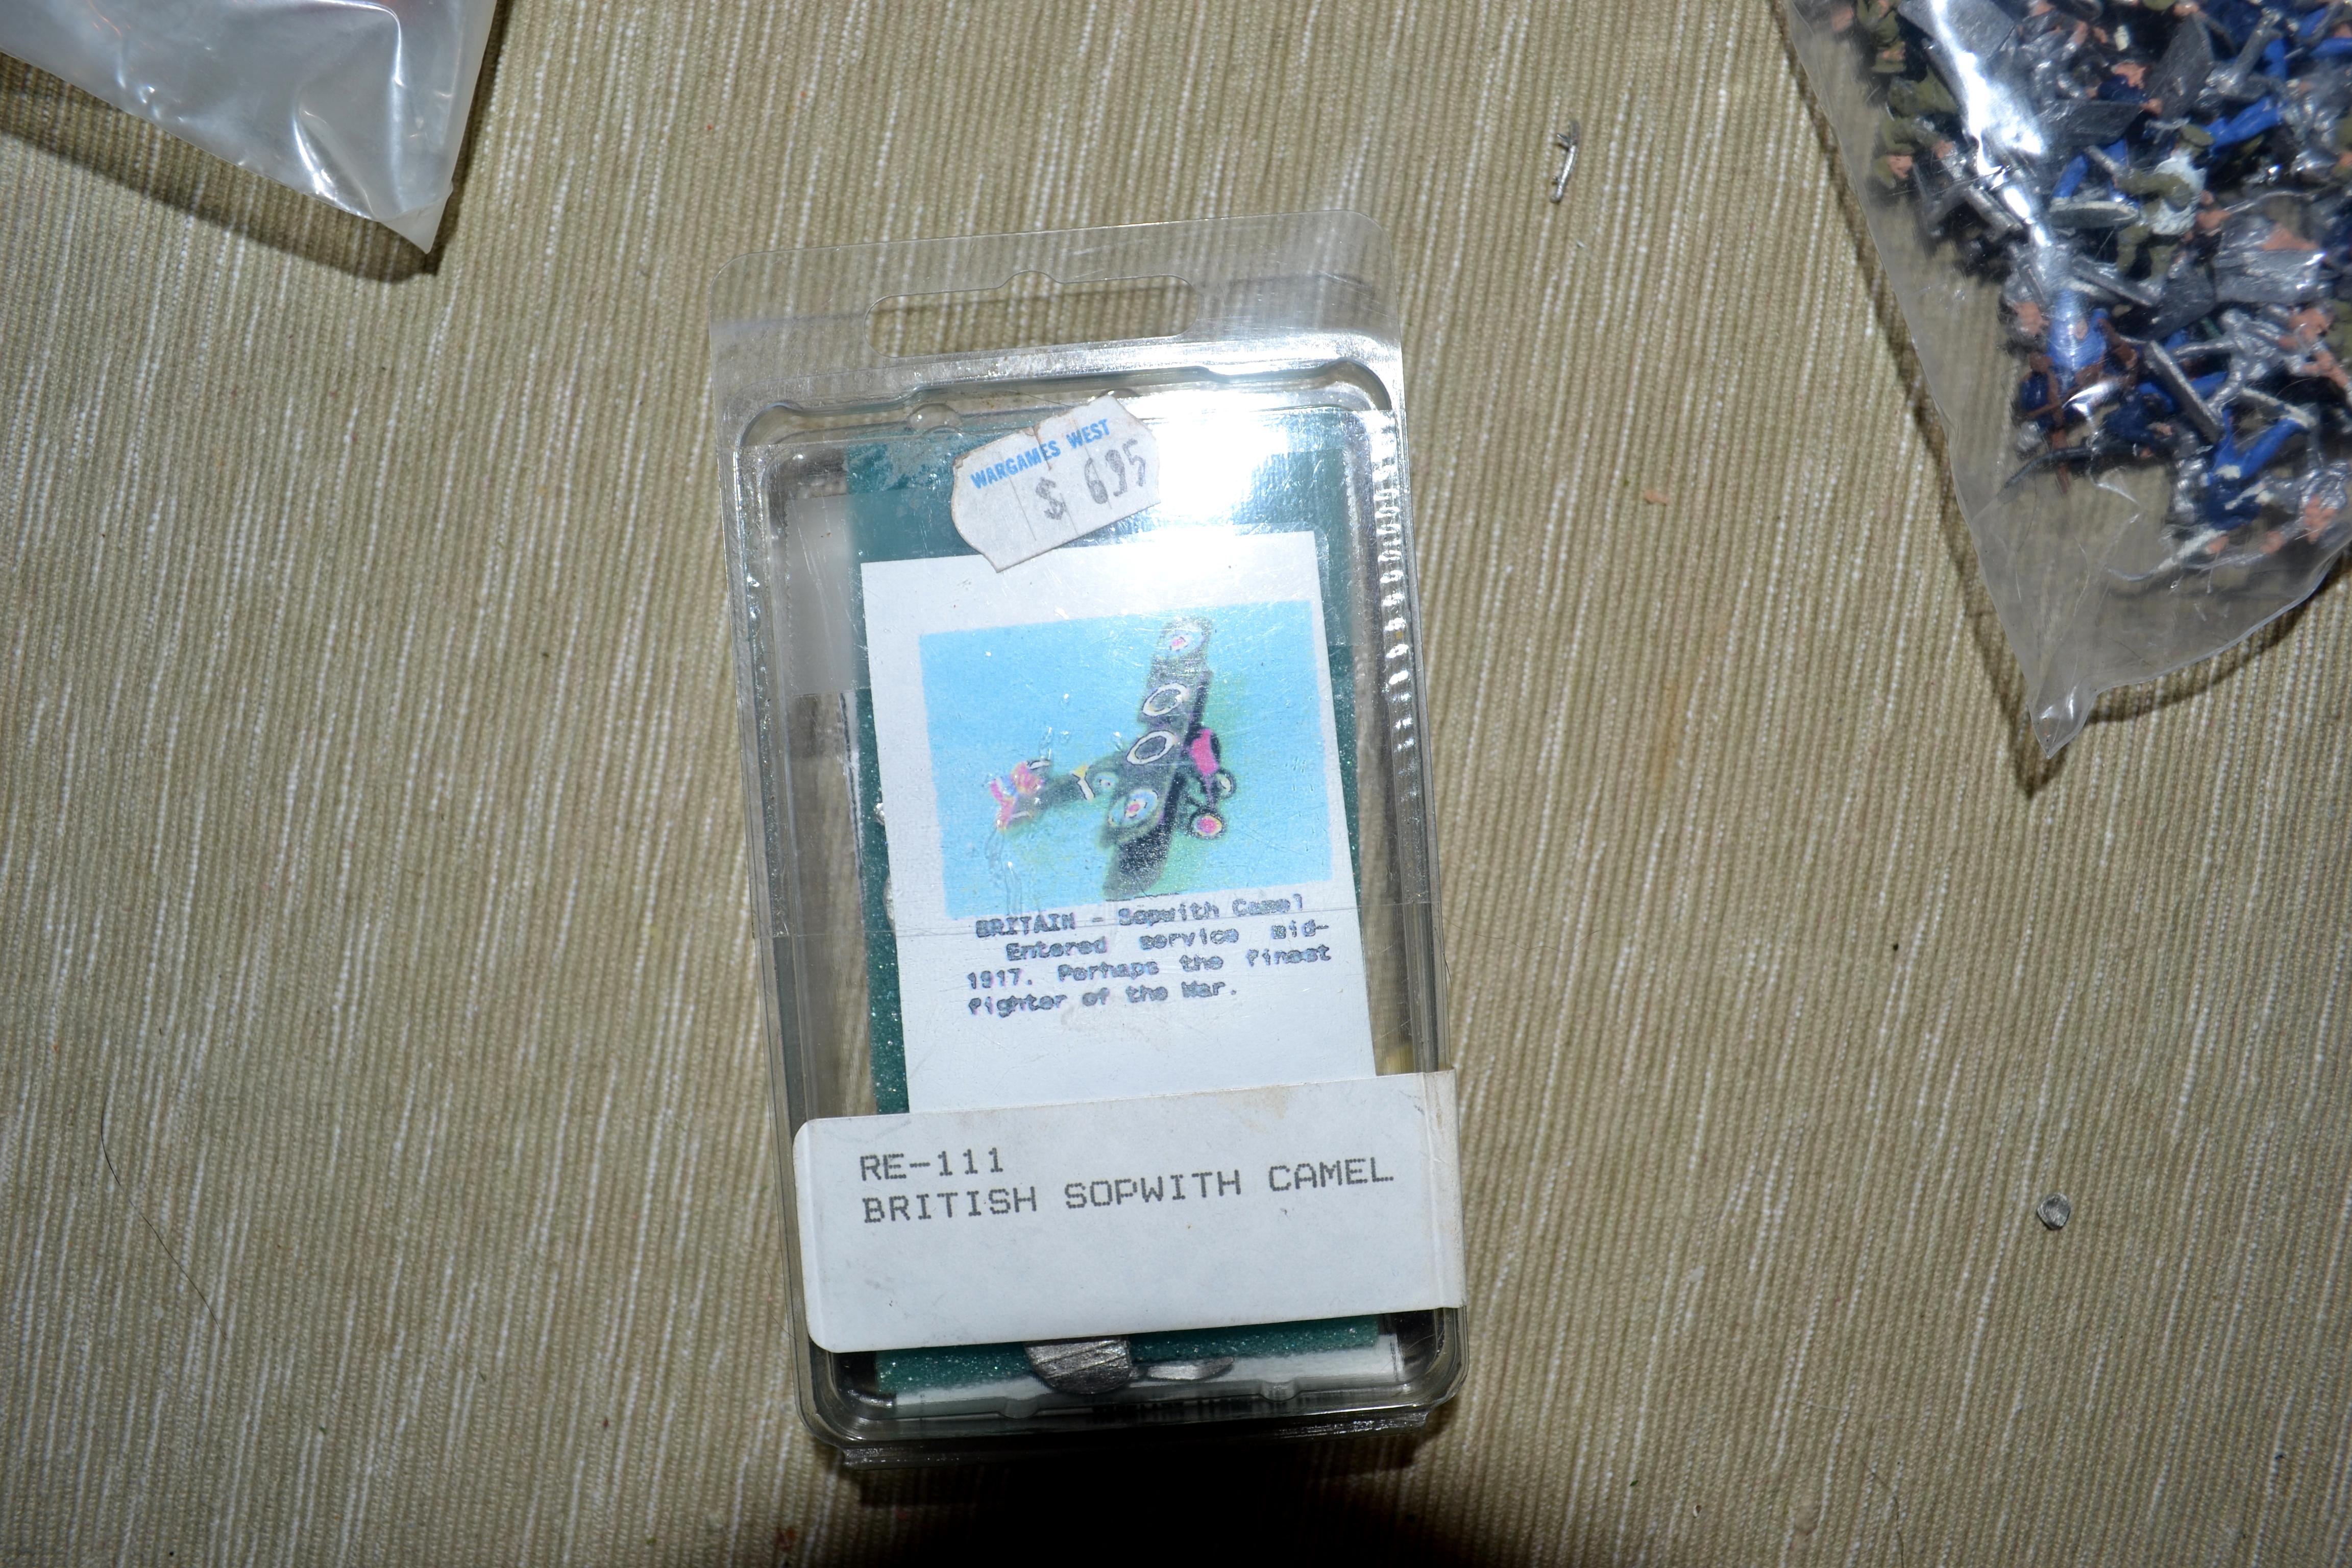 WARGAMES WEST
$ 695
BRITAIN - Sopwith Camel
Entered service mid-
1917. Perhaps the finest
fighter of the War.
RE-111
BRITISH SOPWITH CAMEL